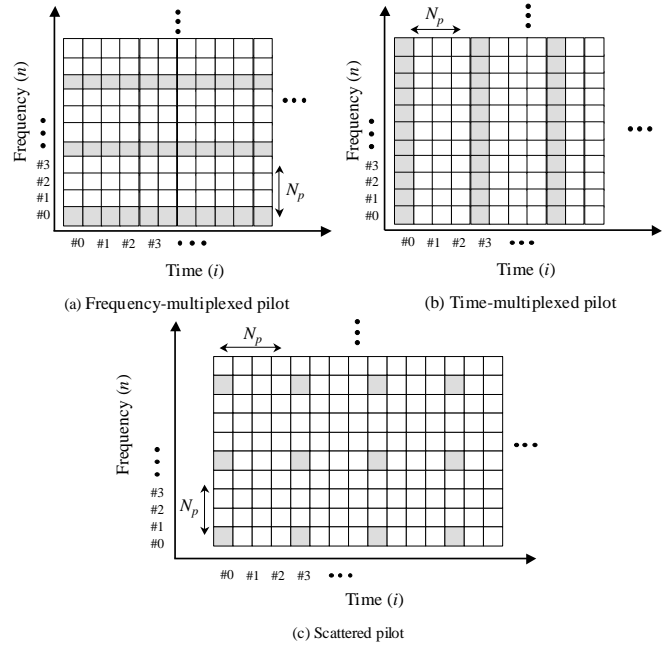 N_p
Frequency (n)
#3
#2
#1
#0
N_p
#0 #1 #2 #3
Time (i)
(a) Frequency-multiplexed pilot
Frequency (n)
#3
#2
#1
#0
#0 #1 #2 #3
Time (i)
(b) Time-multiplexed pilot
N_p
Frequency (n)
#3
#2
#1
#0
N_p
#0 #1 #2 #3
Time (i)
(c) Scattered pilot